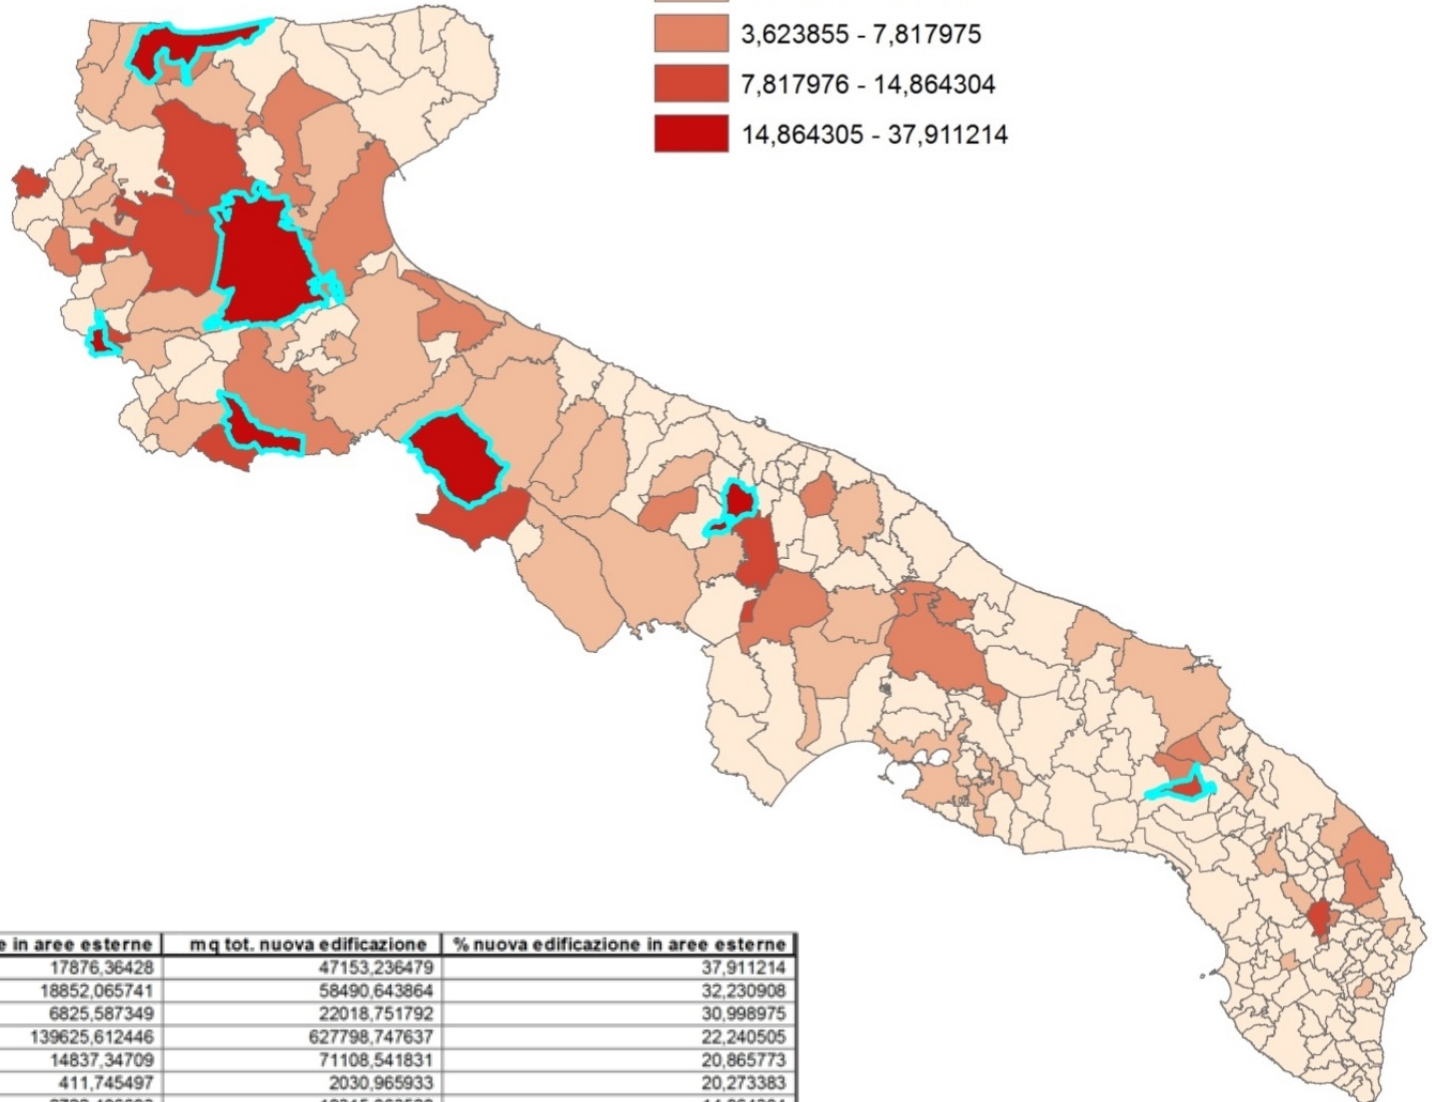 3,623855 - 7,817975
7,817976 - 14,864304
14,864305 - 37,911214
e in aree esterne mq tot. nuova edificazione % nuova edificazione in aree esterne
17876,36428 47153,236479 37,911214
18852,065741 58490,643864 32,230908
6825,587349 22018,751792 30,998975
139625,612446 627798,747637 22,240505
14837,34709 71108,541831 20,865773
411,745497 2030,965933 20,273383